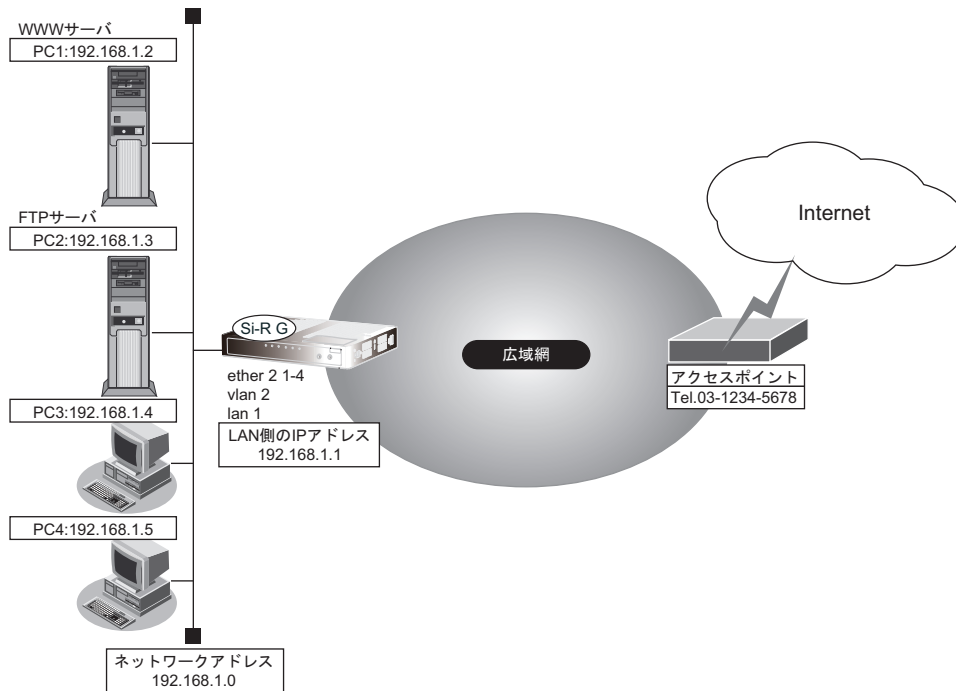 WWWサーバ
PC1:192.168.1.2
FTPサーバ
PC2:192.168.1.3
PC3:192.168.1.4
PC4:192.168.1.5
ネットワークアドレス
192.168.1.0
Si-R G
ether 2 1-4
vlan 2
lan 1
LAN側のIPアドレス
192.168.1.1
広域網
Internet
アクセスポイント
Tel.03-1234-5678